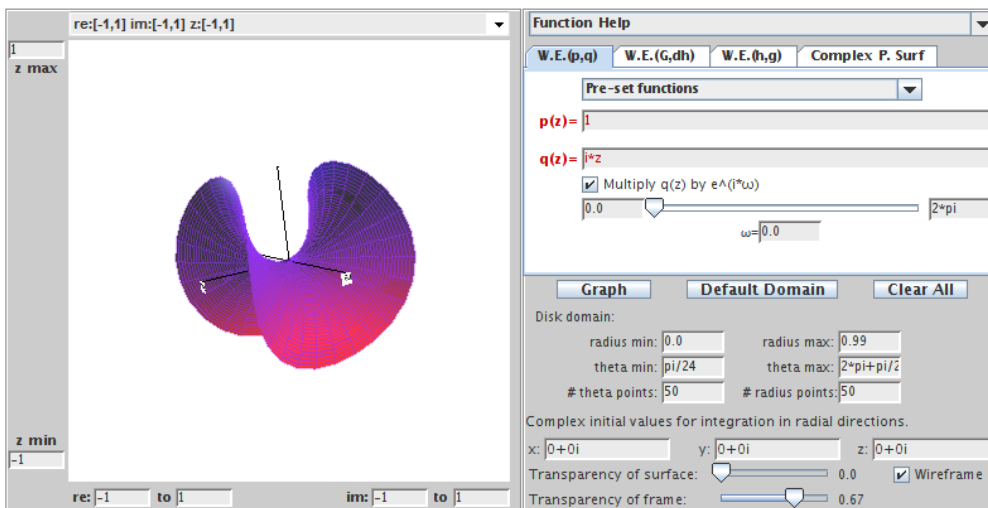 re:[-1,1] im:[-1,1] z:[-1,1]
1
z max
z min
-1
re: -1 to 1 im: -1 to 1
Function Help
W.E.(p,q) W.E.(G,dh) W.E.(h,g) Complex P. Surf
Pre-set functions
p(z)= 1
q(z)= i*z
Multiply q(z) by e^(i*ω)
0.0 2*pi
ω= 0.0
Graph Default Domain Clear All
Disk domain:
radius min: 0.0 radius max: 0.99
theta min: pi/24 theta max: 2*pi+pi/2
# theta points: 50 # radius points: 50
Complex initial values for integration in radial directions.
x: 0+0i y: 0+0i z: 0+0i
Transparency of surface: 0.0 Wireframe
Transparency of frame: 0.67